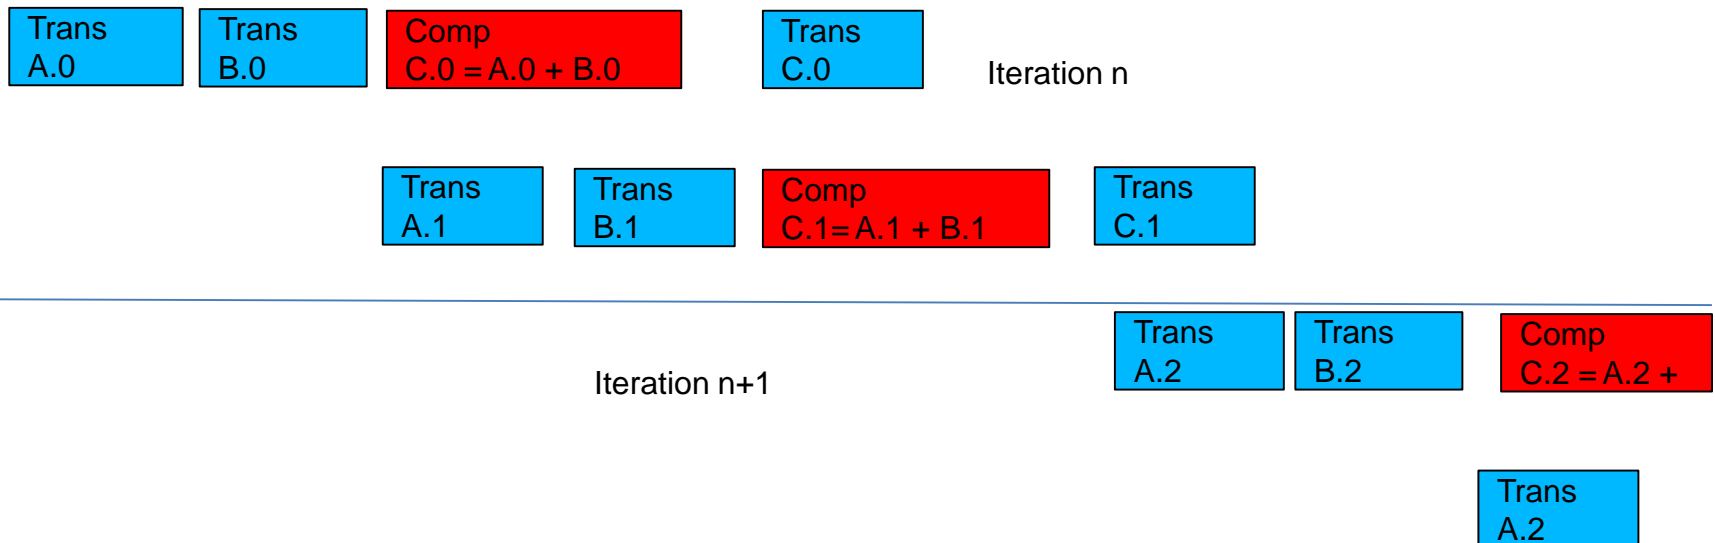 Trans
A.0
Trans
B.0
Comp
C.0 = A.0 + B.0
Trans
C.0
Iteration n
Trans
A.1
Trans
B.1
Comp
C.1= A.1 + B.1
Trans
C.1
Trans
A.2
Trans
B.2
Comp
C.2 = A.2 +
Iteration n+1
Trans
A.2